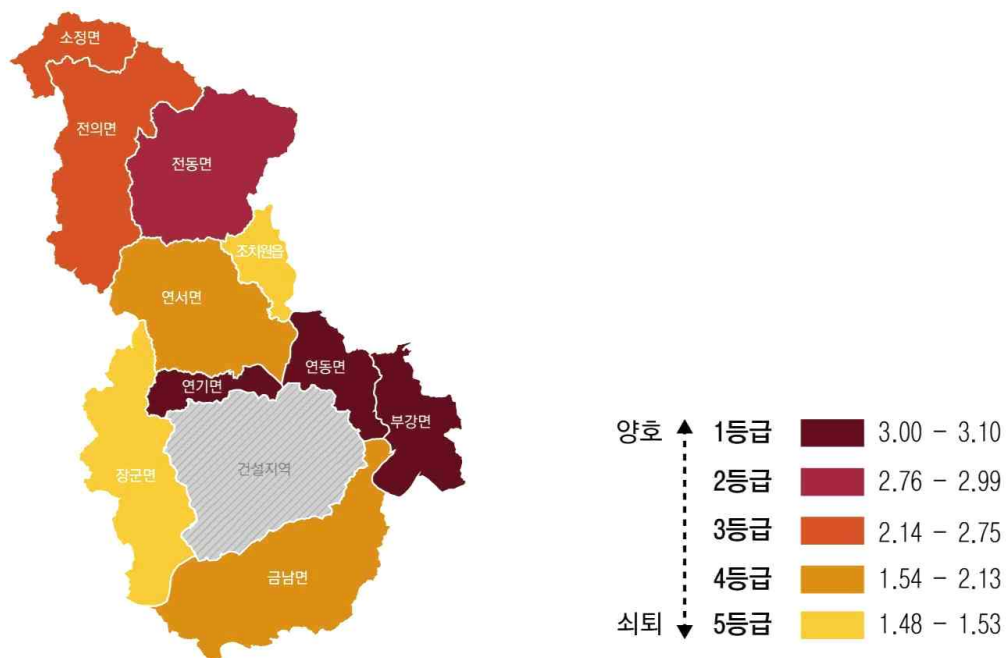 소정면
전의면
전동면
조치원읍
연서면
연동면
연기면
부강면
장군면
건설지역
금남면
양호 1등급 3.00 - 3.10
2등급 2.76 - 2.99
3등급 2.14 - 2.75
4등급 1.54 - 2.13
쇠퇴 5등급 1.48 - 1.53